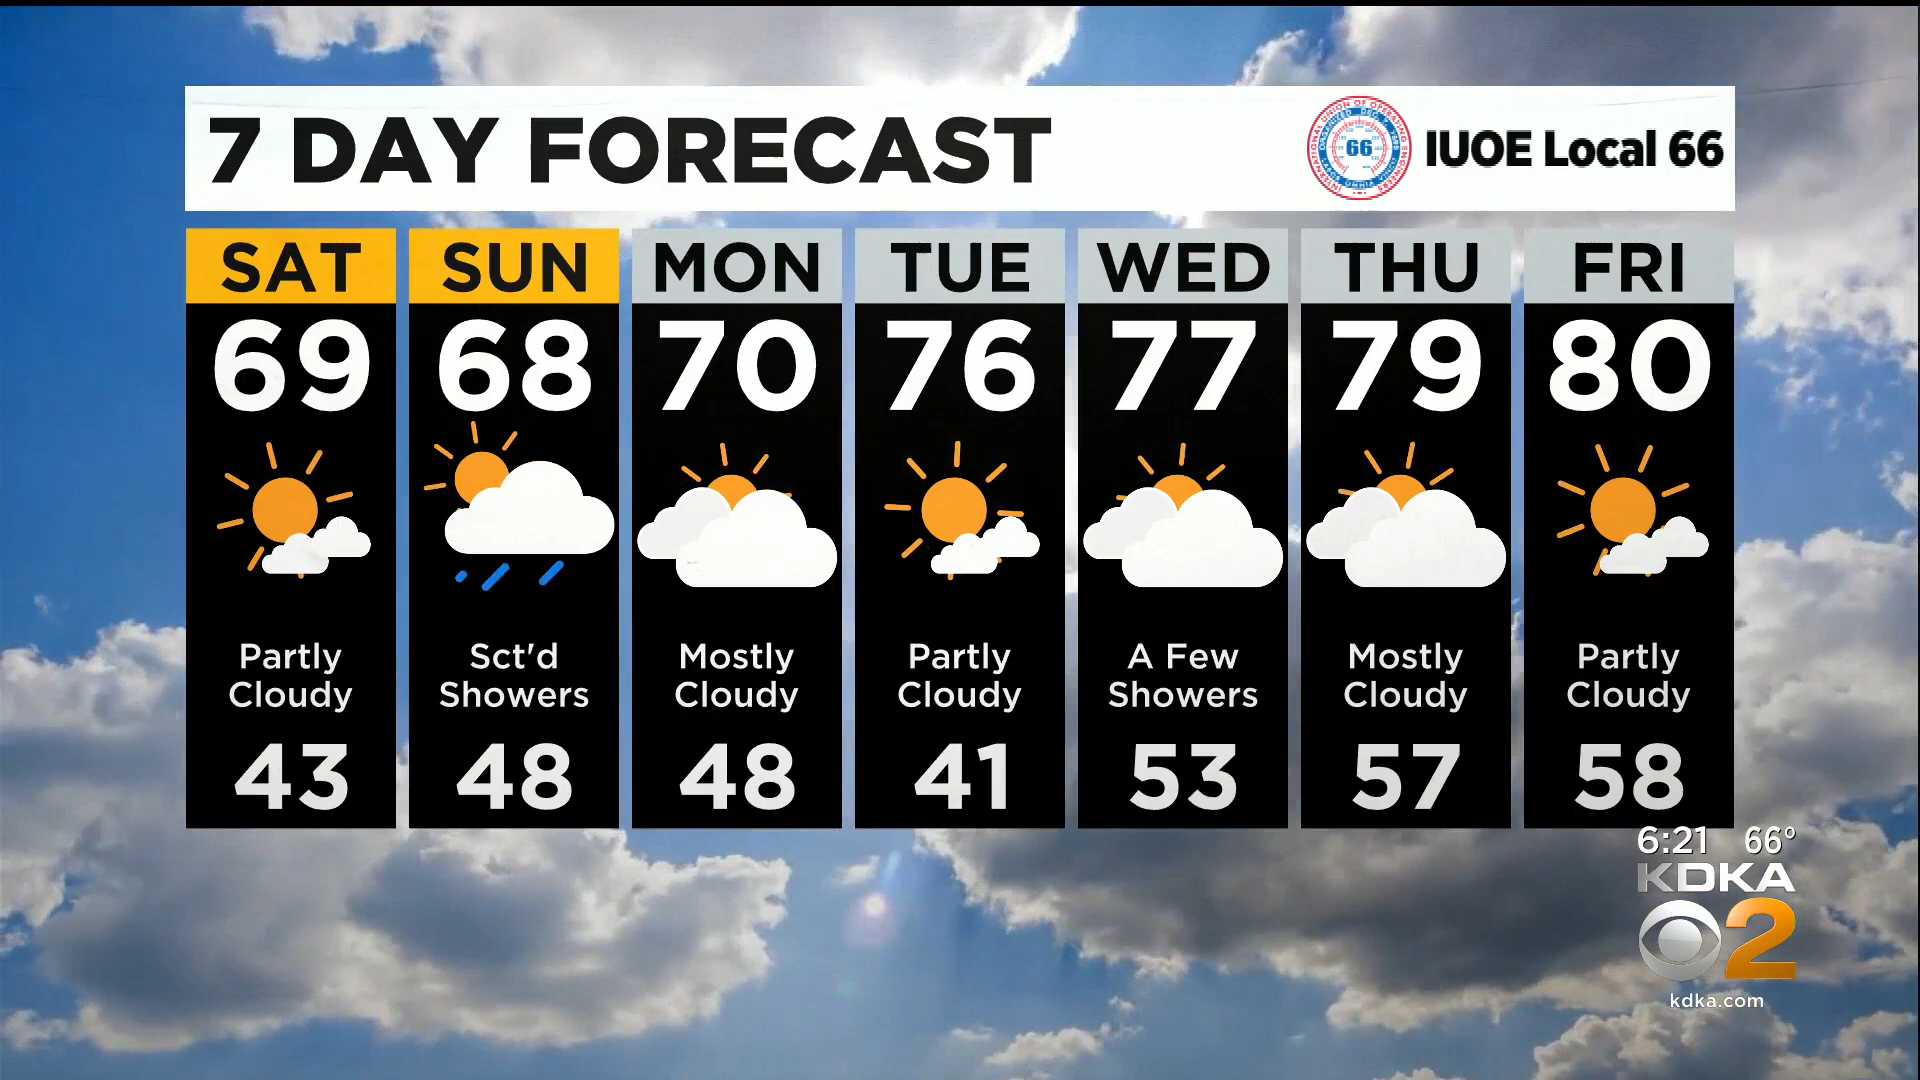 7 DAY FORECAST
66
IUOE Local 66
SAT SUN MON TUE WED THU FRI
69 68 70 76 77 79 80
Partly Sct'd Mostly Partly A Few Mostly Partly
Cloudy Showers Cloudy Cloudy Showers Cloudy Cloudy
43 48 48 41 53 57 58
6:21 66°
KDKA
2
kdka.com